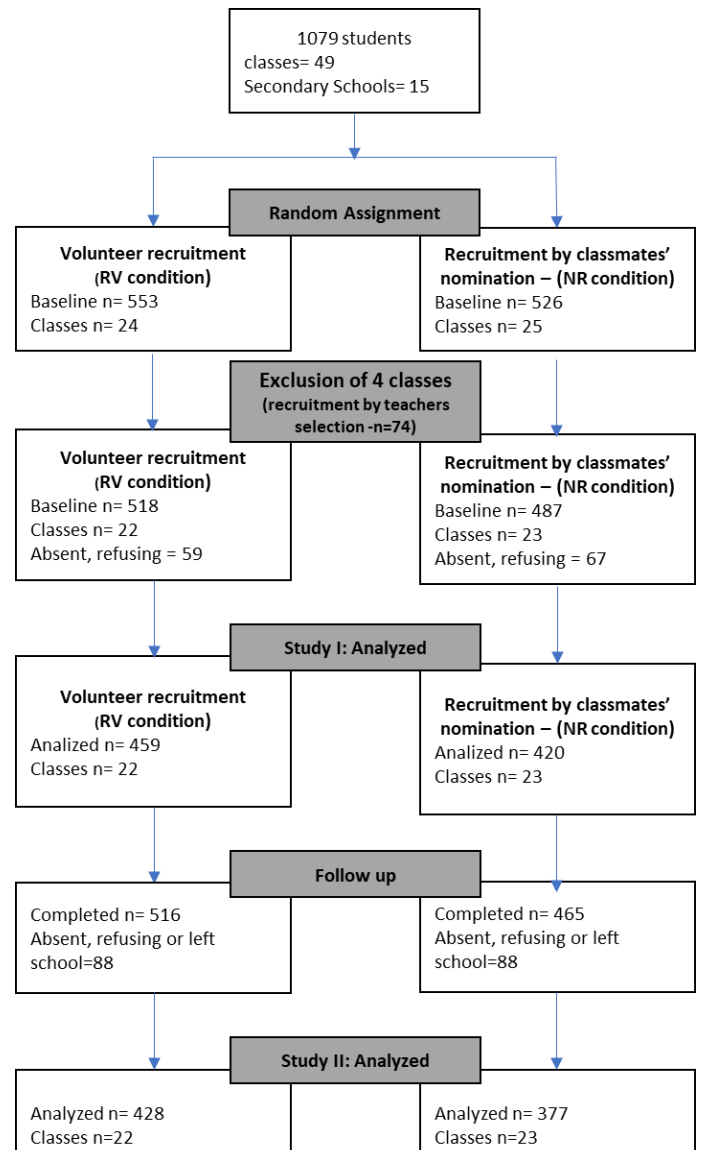 1079 students
classes= 49
Secondary Schools= 15
Random Assignment
Volunteer recruitment
(RV condition)
Baseline n= 553
Classes n= 24
Recruitment by classmates’
nomination – (NR condition)
Baseline n= 526
Classes n= 25
Exclusion of 4 classes
(recruitment by teachers
selection -n=74)
Volunteer recruitment
(RV condition)
Baseline n= 518
Classes n= 22
Absent, refusing = 59
Recruitment by classmates’
nomination – (NR condition)
Baseline n= 487
Classes n= 23
Absent, refusing = 67
Study I: Analyzed
Volunteer recruitment
(RV condition)
Analized n= 459
Classes n= 22
Recruitment by classmates’
nomination – (NR condition)
Analized n= 420
Classes n= 23
Follow up
Completed n= 516
Absent, refusing or left
school=88
Completed n= 465
Absent, refusing or left
school=88
Study II: Analyzed
Analyzed n= 428
Classes n=22
Analyzed n= 377
Classes n=23